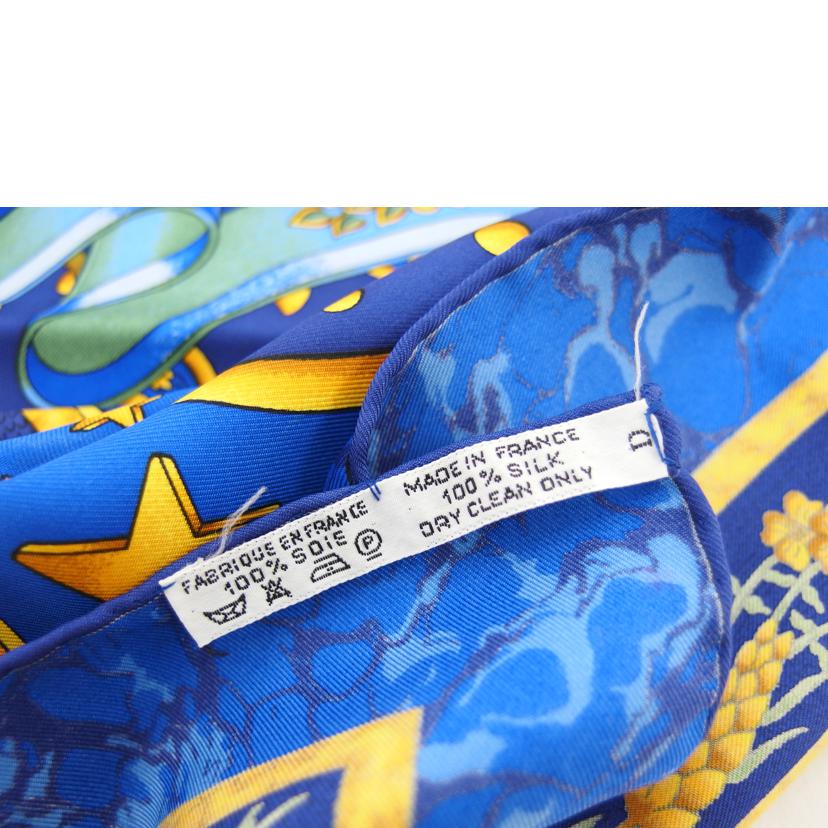 FABRIQUE EN FRANCE
100% SOIE
P
MADE IN FRANCE
100% SILK
DRY CLEAN ONLY
D